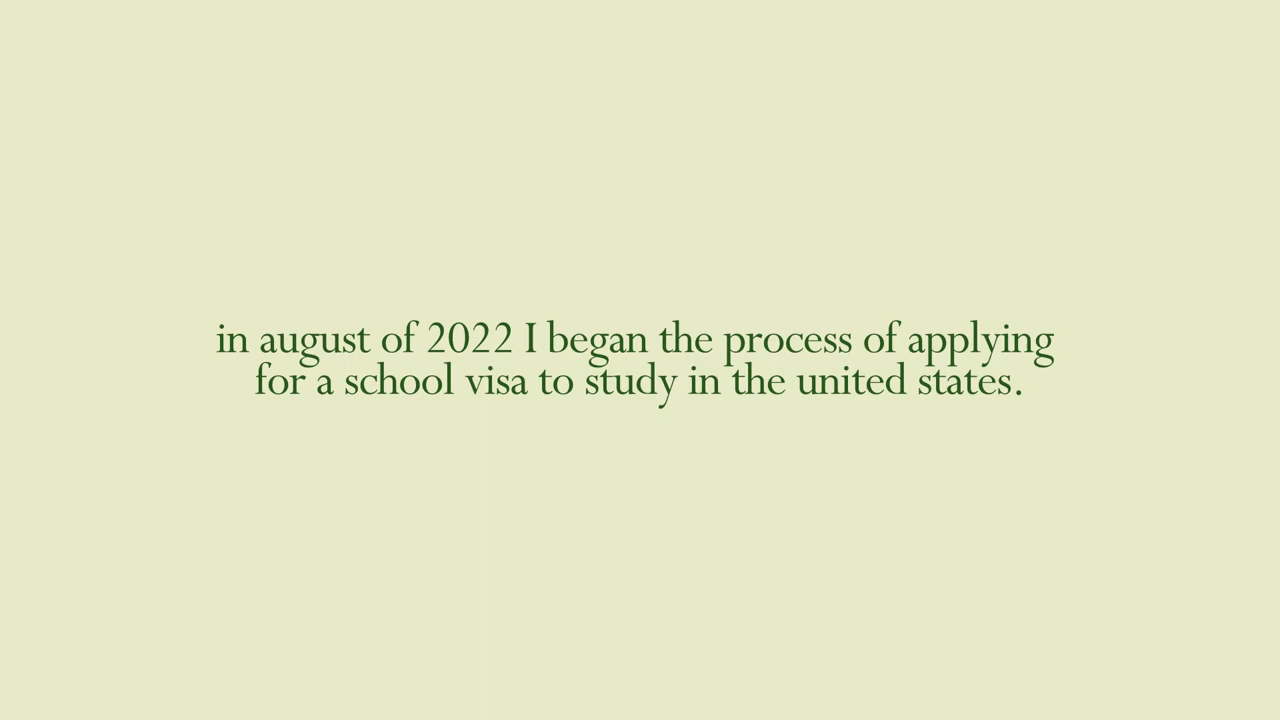 in august of 2022 I began the process of applying
for a school visa to study in the united states.